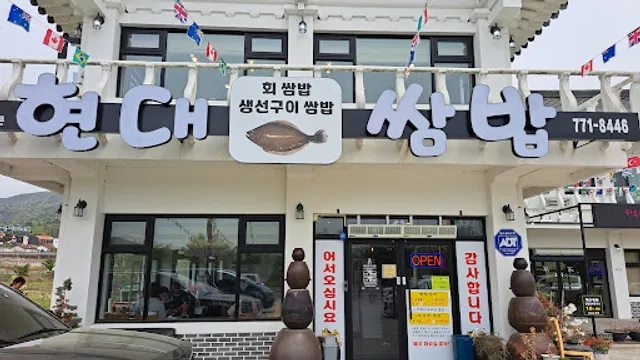 회 쌈밥
생선구이 쌈밥
현대 쌈밥
771-8446
OPEN
어서오십시요
감사합니다
ADT